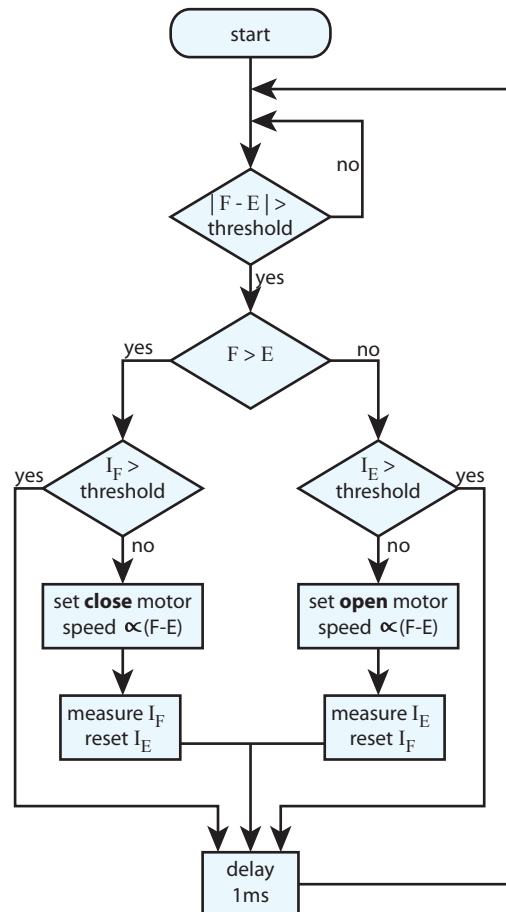 start
no
| F - E | >
threshold
yes
yes
F > E
no
yes
I_F >
threshold
I_E >
threshold
yes
no
no
set close motor
speed ∝(F-E)
set open motor
speed ∝(F-E)
measure I_F
reset I_E
measure I_E
reset I_F
delay
1ms